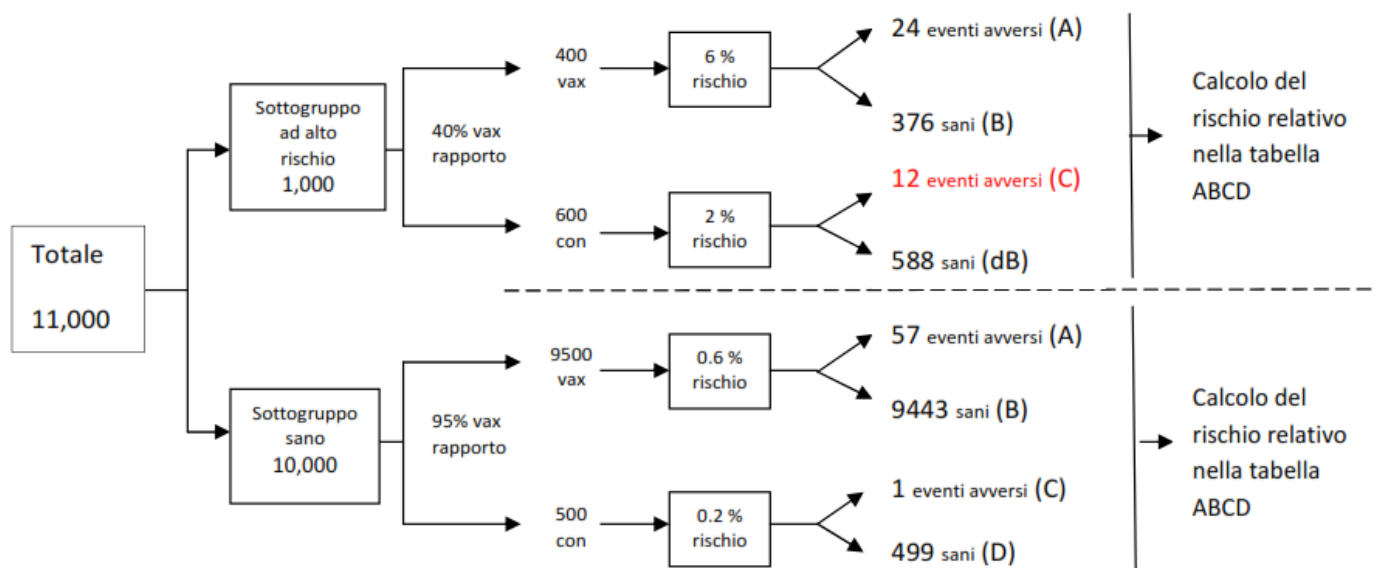 Totale
11,000
Sottogruppo
ad alto
rischio
1,000
40% vax
rapporto
400
vax
6 %
rischio
24 eventi avversi (A)
376 sani (B)
600
con
2 %
rischio
12 eventi avversi (C)
588 sani (dB)
Calcolo del
rischio relativo
nella tabella
ABCD
Sottogruppo
sano
10,000
95% vax
rapporto
9500
vax
0.6 %
rischio
57 eventi avversi (A)
9443 sani (B)
500
con
0.2 %
rischio
1 eventi avversi (C)
499 sani (D)
Calcolo del
rischio relativo
nella tabella
ABCD